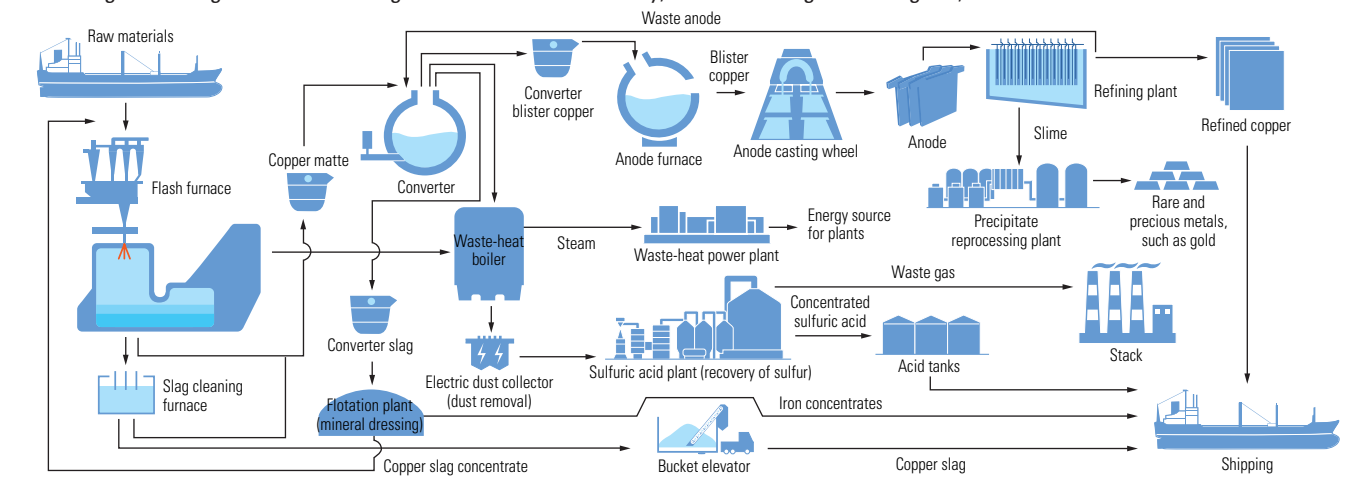 Waste anode
Raw materials
Blister
copper
Converter
blister copper
Refining plant
Refined copper
Copper matte
Anode furnace
Anode casting wheel
Anode
Slime
Flash furnace
Converter
Precipitate
reprocessing plant
Rare and
precious metals,
such as gold
Waste-heat
boiler
Steam
Waste-heat power plant
Energy source
for plants
Waste gas
Concentrated
sulfuric acid
Converter slag
Stack
Sulfuric acid plant (recovery of sulfur)
Acid tanks
Electric dust collector
(dust removal)
Slag cleaning
furnace
Flotation plant
(mineral dressing)
Iron concentrates
Copper slag concentrate
Bucket elevator
Copper slag
Shipping